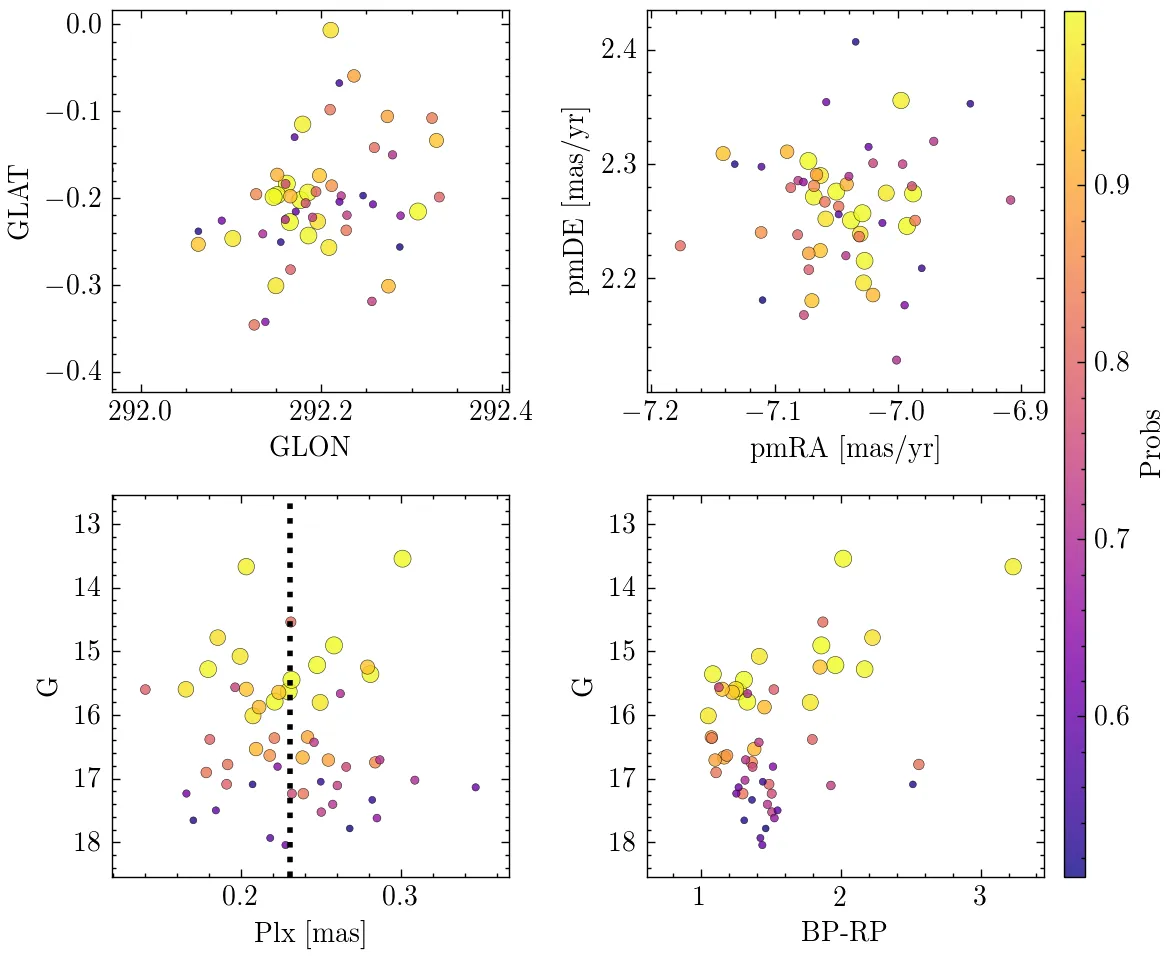 0.0
−0.1
−0.2
−0.3
−0.4
GLAT
292.0 292.2 292.4
GLON
2.4
2.3
2.2
pmDE [mas/yr]
−7.2 −7.1 −7.0 −6.9
pmRA [mas/yr]
0.9
0.8
0.7
0.6
Probs
13
14
15
16
17
18
G
0.2 0.3
Plx [mas]
13
14
15
16
17
18
G
1 2 3
BP-RP